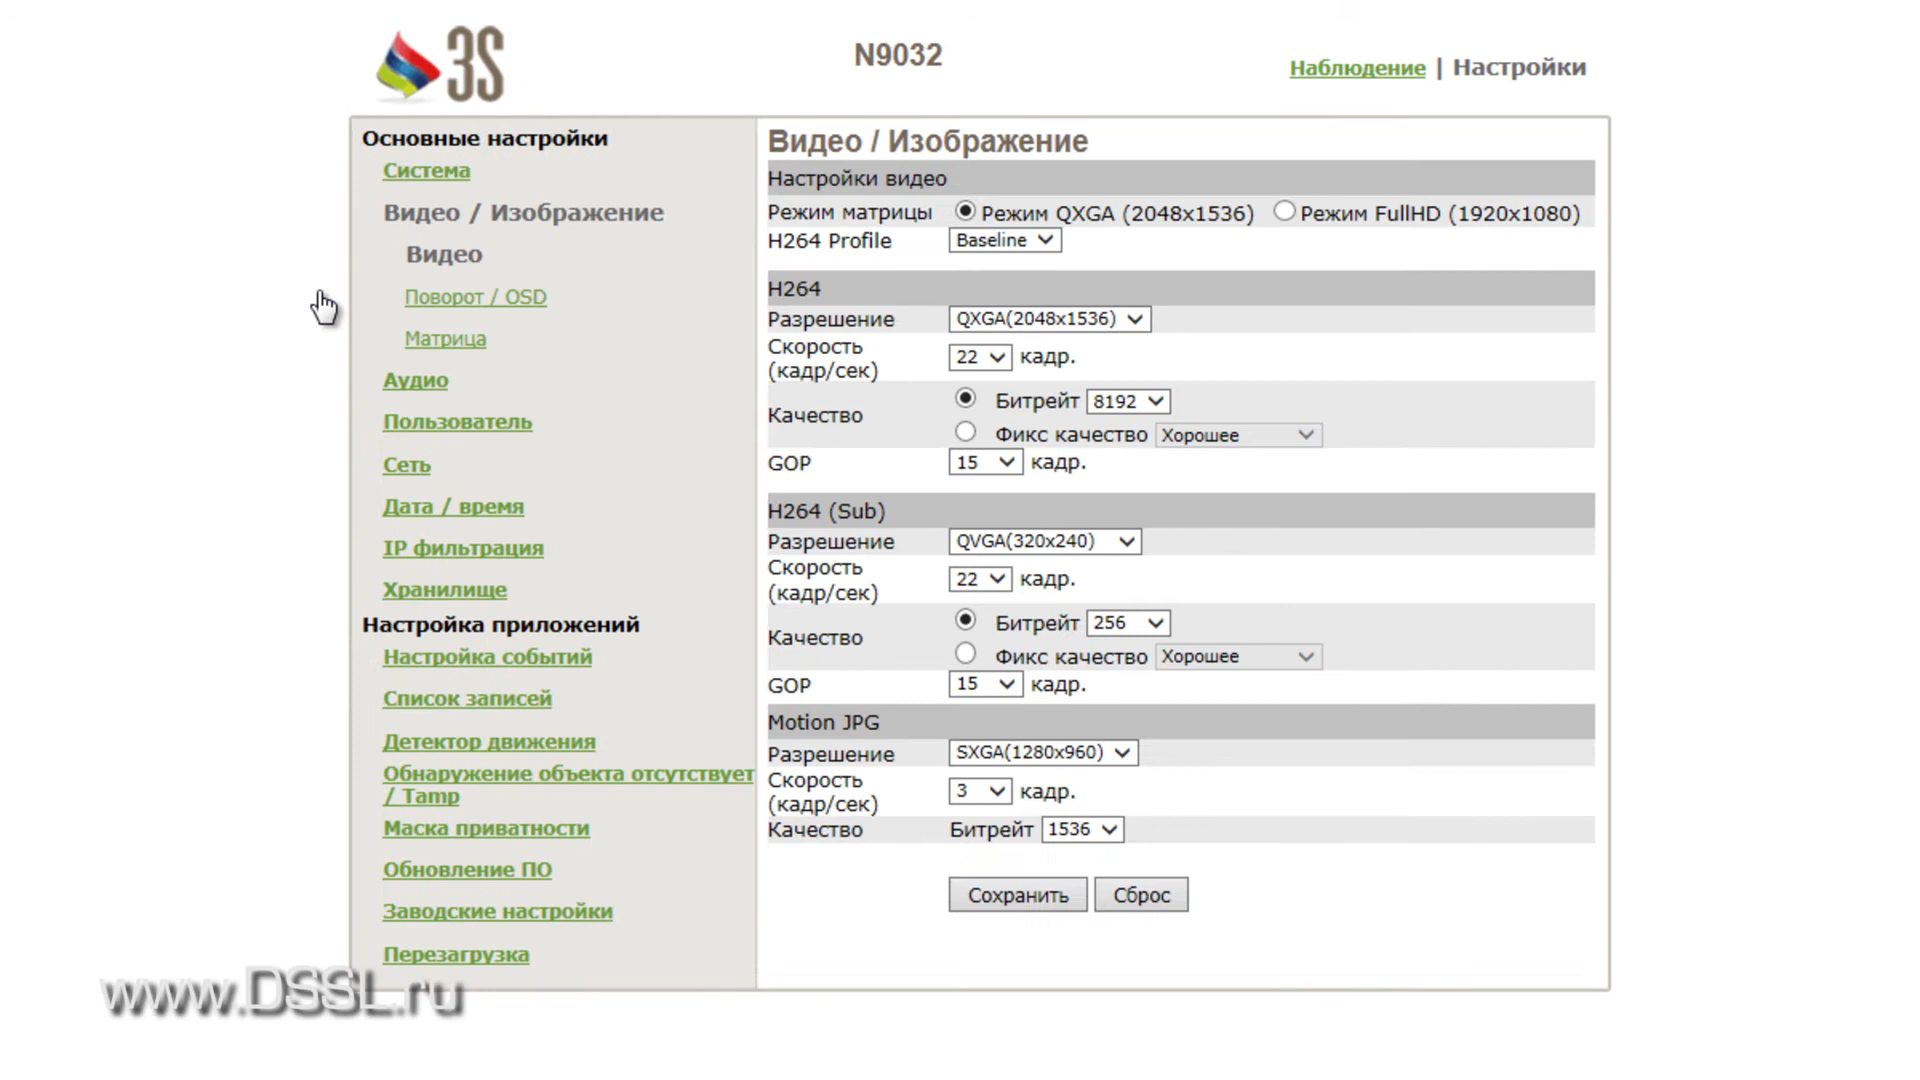 3S
N9032
Наблюдение | Настройки
Основные настройки
Система
Видео / Изображение
Видео
Поворот / OSD
Матрица
Аудио
Пользователь
Сеть
Дата / время
IP фильтрация
Хранилище
Настройка приложений
Настройка событий
Список записей
Детектор движения
Обнаружение объекта отсутствует
/ Tamp
Маска приватности
Обновление ПО
Заводские настройки
Перезагрузка
Видео / Изображение
Настройки видео
Режим матрицы Режим QXGA (2048x1536) Режим FullHD (1920x1080)
H264 Profile Baseline
H264
Разрешение QXGA(2048x1536)
Скорость
(кадр/сек) 22 кадр.
Качество Битрейт 8192
Фикс качество Хорошее
GOP 15 кадр.
H264 (Sub)
Разрешение QVGA(320x240)
Скорость
(кадр/сек) 22 кадр.
Качество Битрейт 256
Фикс качество Хорошее
GOP 15 кадр.
Motion JPG
Разрешение SXGA(1280x960)
Скорость
(кадр/сек) 3 кадр.
Качество Битрейт 1536
Сохранить Сброс
www.DSSL.ru